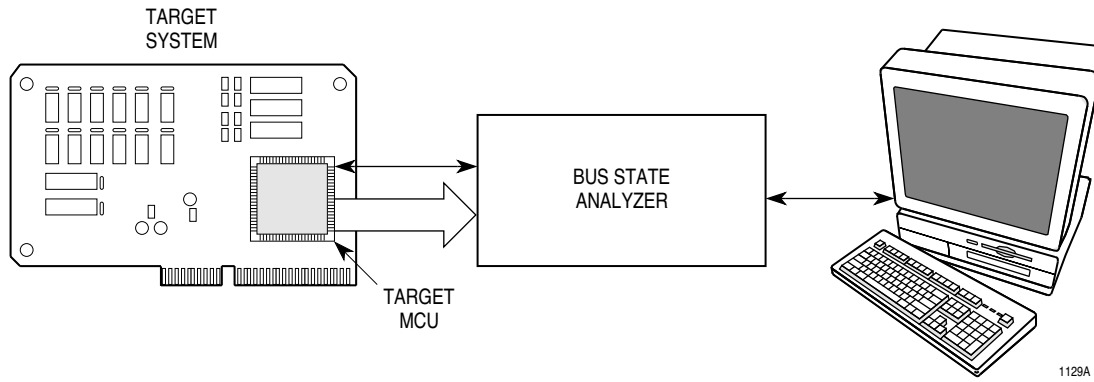 TARGET
SYSTEM
BUS STATE
ANALYZER
TARGET
MCU
1129A